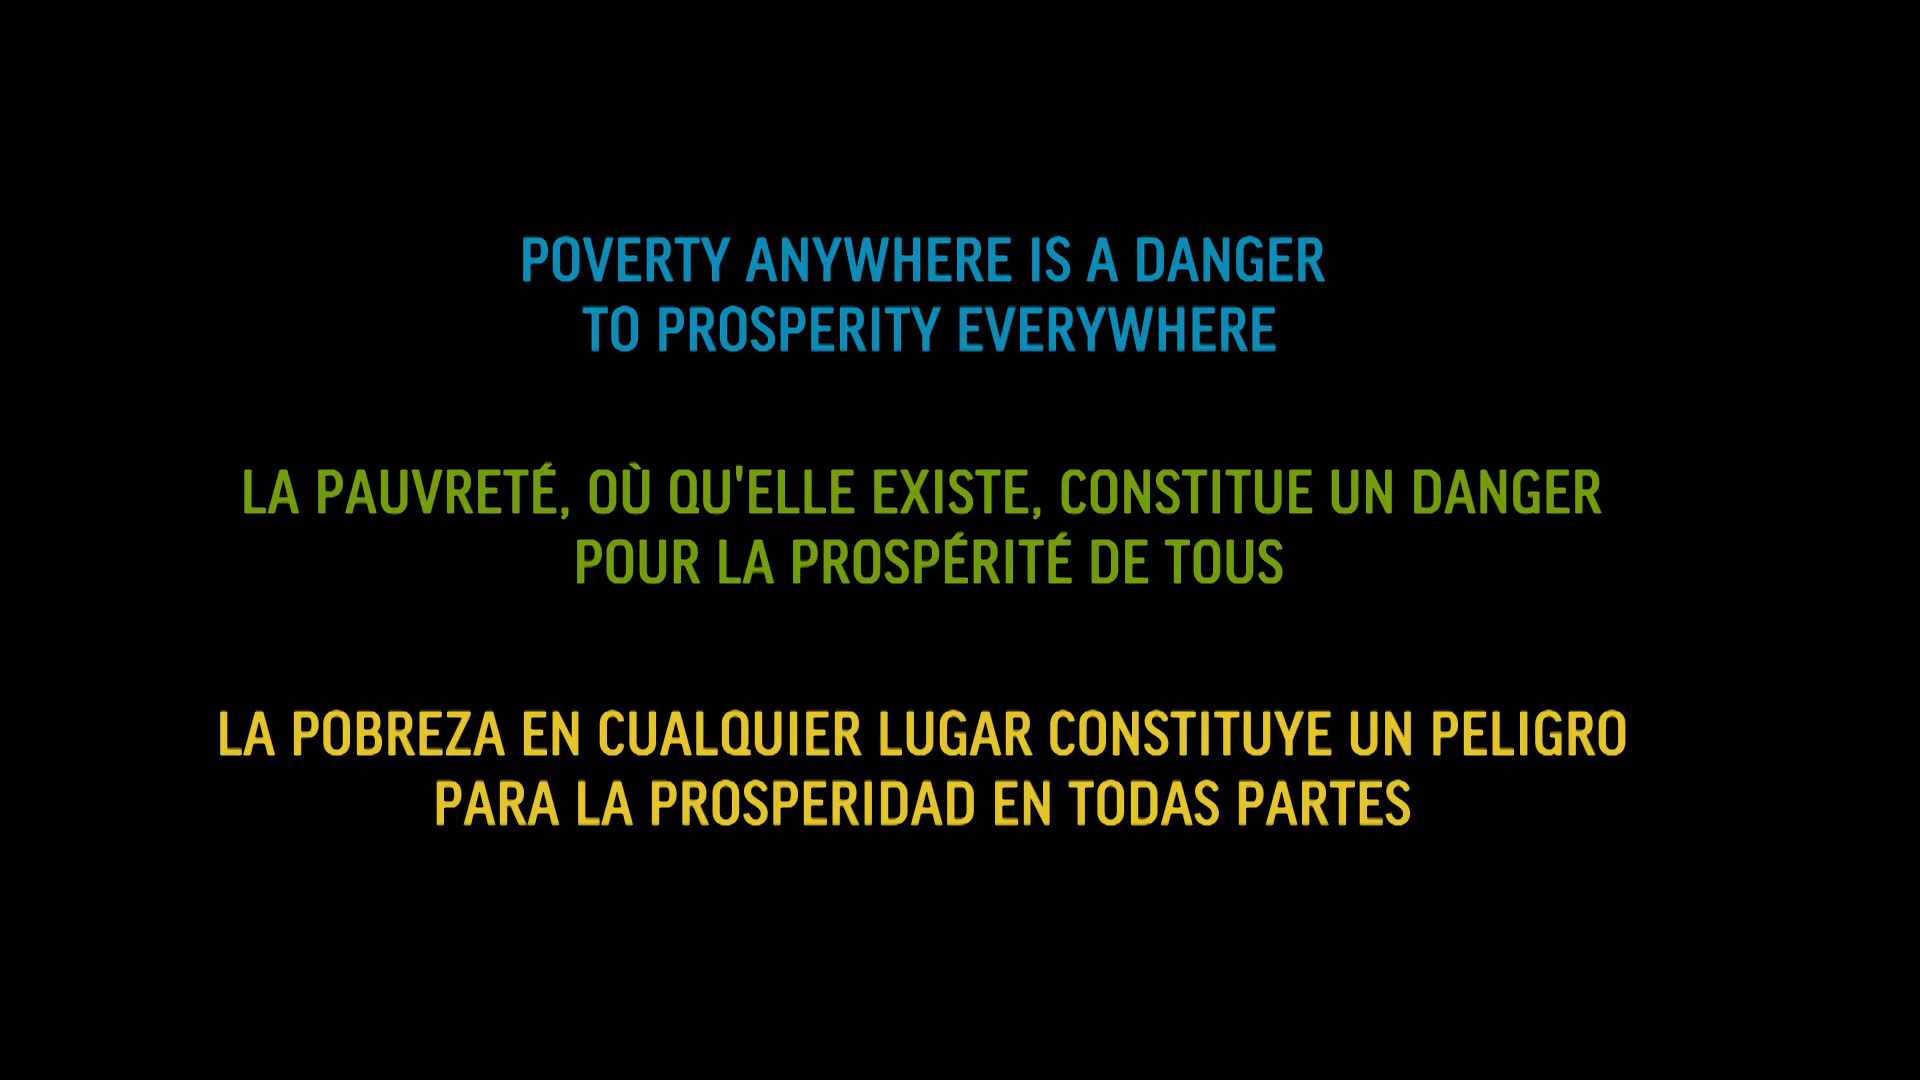 POVERTY ANYWHERE IS A DANGER
TO PROSPERITY EVERYWHERE
LA PAUVRETÉ, OÙ QU'ELLE EXISTE, CONSTITUE UN DANGER
POUR LA PROSPÉRITÉ DE TOUS
LA POBREZA EN CUALQUIER LUGAR CONSTITUYE UN PELIGRO
PARA LA PROSPERIDAD EN TODAS PARTES